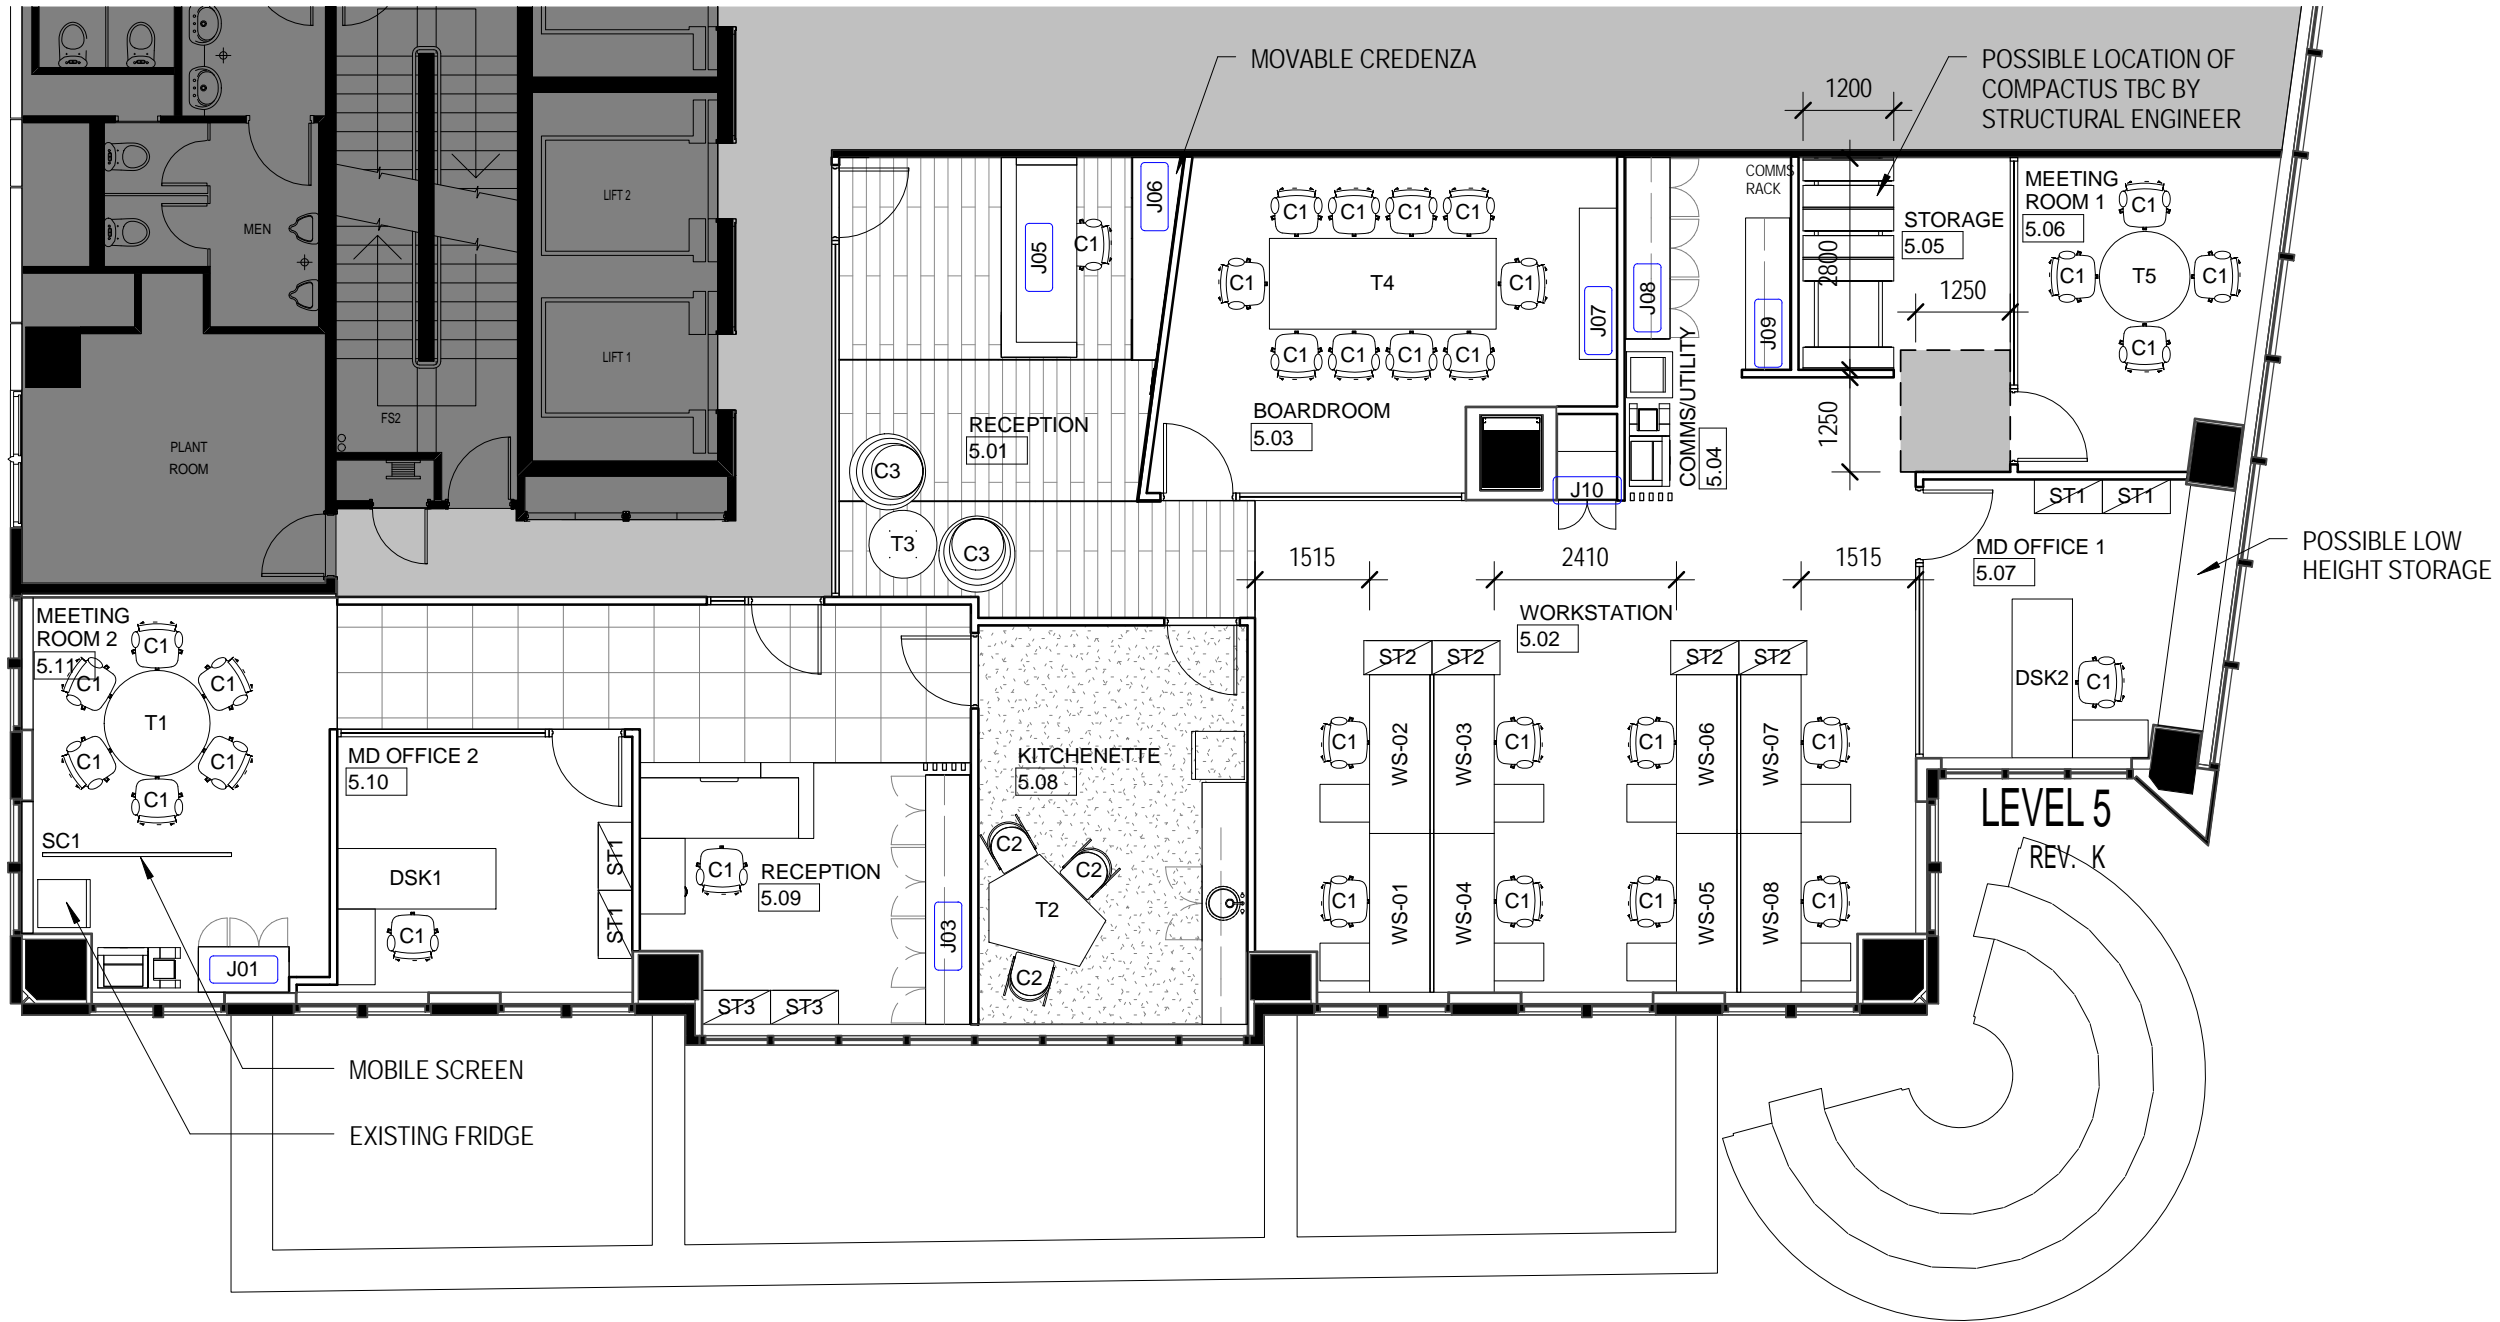 MOVABLE CREDENZA
POSSIBLE LOCATION OF
COMPACTUS TBC BY
STRUCTURAL ENGINEER
1200
LIFT 2
LIFT 1
MEN
FS2
PLANT
ROOM
J05
C1
J06
RECEPTION
5.01
C3
T3
C3
C1
C1
C1
C1
C1
T4
C1
C1
C1
C1
C1
BOARDROOM
5.03
J07
J08
J10
COMMS/UTILITY
5.04
COMMS
RACK
J09
2800
STORAGE
5.05
1250
1250
MEETING
ROOM 1
5.06
C1
C1
T5
C1
C1
ST1
ST1
MD OFFICE 1
5.07
DSK2
C1
POSSIBLE LOW
HEIGHT STORAGE
1515
2410
1515
WORKSTATION
5.02
ST2
ST2
ST2
ST2
C1
WS-02
WS-03
C1
C1
WS-06
WS-07
C1
C1
WS-01
WS-04
C1
C1
WS-05
WS-08
C1
MEETING
ROOM 2
5.11
C1
C1
C1
T1
C1
C1
C1
SC1
J01
MD OFFICE 2
5.10
DSK1
C1
ST1
ST1
C1
RECEPTION
5.09
J03
ST3
ST3
KITCHENETTE
5.08
C2
C2
T2
C2
LEVEL 5
REV. K
MOBILE SCREEN
EXISTING FRIDGE